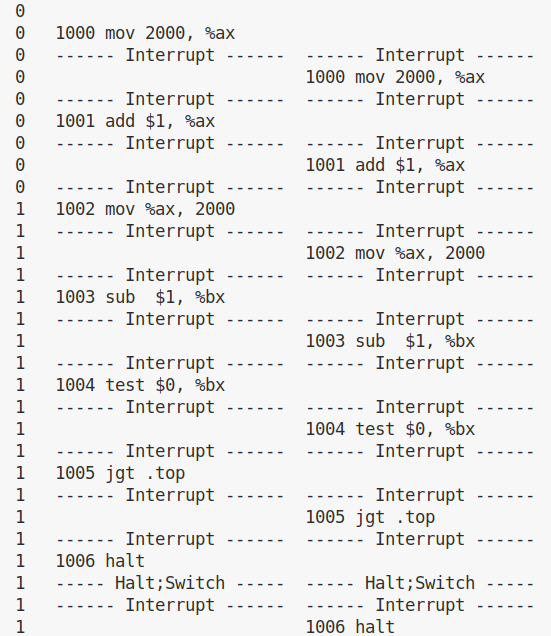 0
0   1000 mov 2000, %ax
0   ------ Interrupt ------  ------ Interrupt ------
0                            1000 mov 2000, %ax
0   ------ Interrupt ------  ------ Interrupt ------
0   1001 add $1, %ax
0   ------ Interrupt ------  ------ Interrupt ------
0                            1001 add $1, %ax
0   ------ Interrupt ------  ------ Interrupt ------
1   1002 mov %ax, 2000
1   ------ Interrupt ------  ------ Interrupt ------
1                            1002 mov %ax, 2000
1   ------ Interrupt ------  ------ Interrupt ------
1   1003 sub  $1, %bx
1   ------ Interrupt ------  ------ Interrupt ------
1                            1003 sub  $1, %bx
1   ------ Interrupt ------  ------ Interrupt ------
1   1004 test $0, %bx
1   ------ Interrupt ------  ------ Interrupt ------
1                            1004 test $0, %bx
1   ------ Interrupt ------  ------ Interrupt ------
1   1005 jgt .top
1   ------ Interrupt ------  ------ Interrupt ------
1                            1005 jgt .top
1   ------ Interrupt ------  ------ Interrupt ------
1   1006 halt
1   ----- Halt;Switch -----  ----- Halt;Switch -----
1   ------ Interrupt ------  ------ Interrupt ------
1                            1006 halt